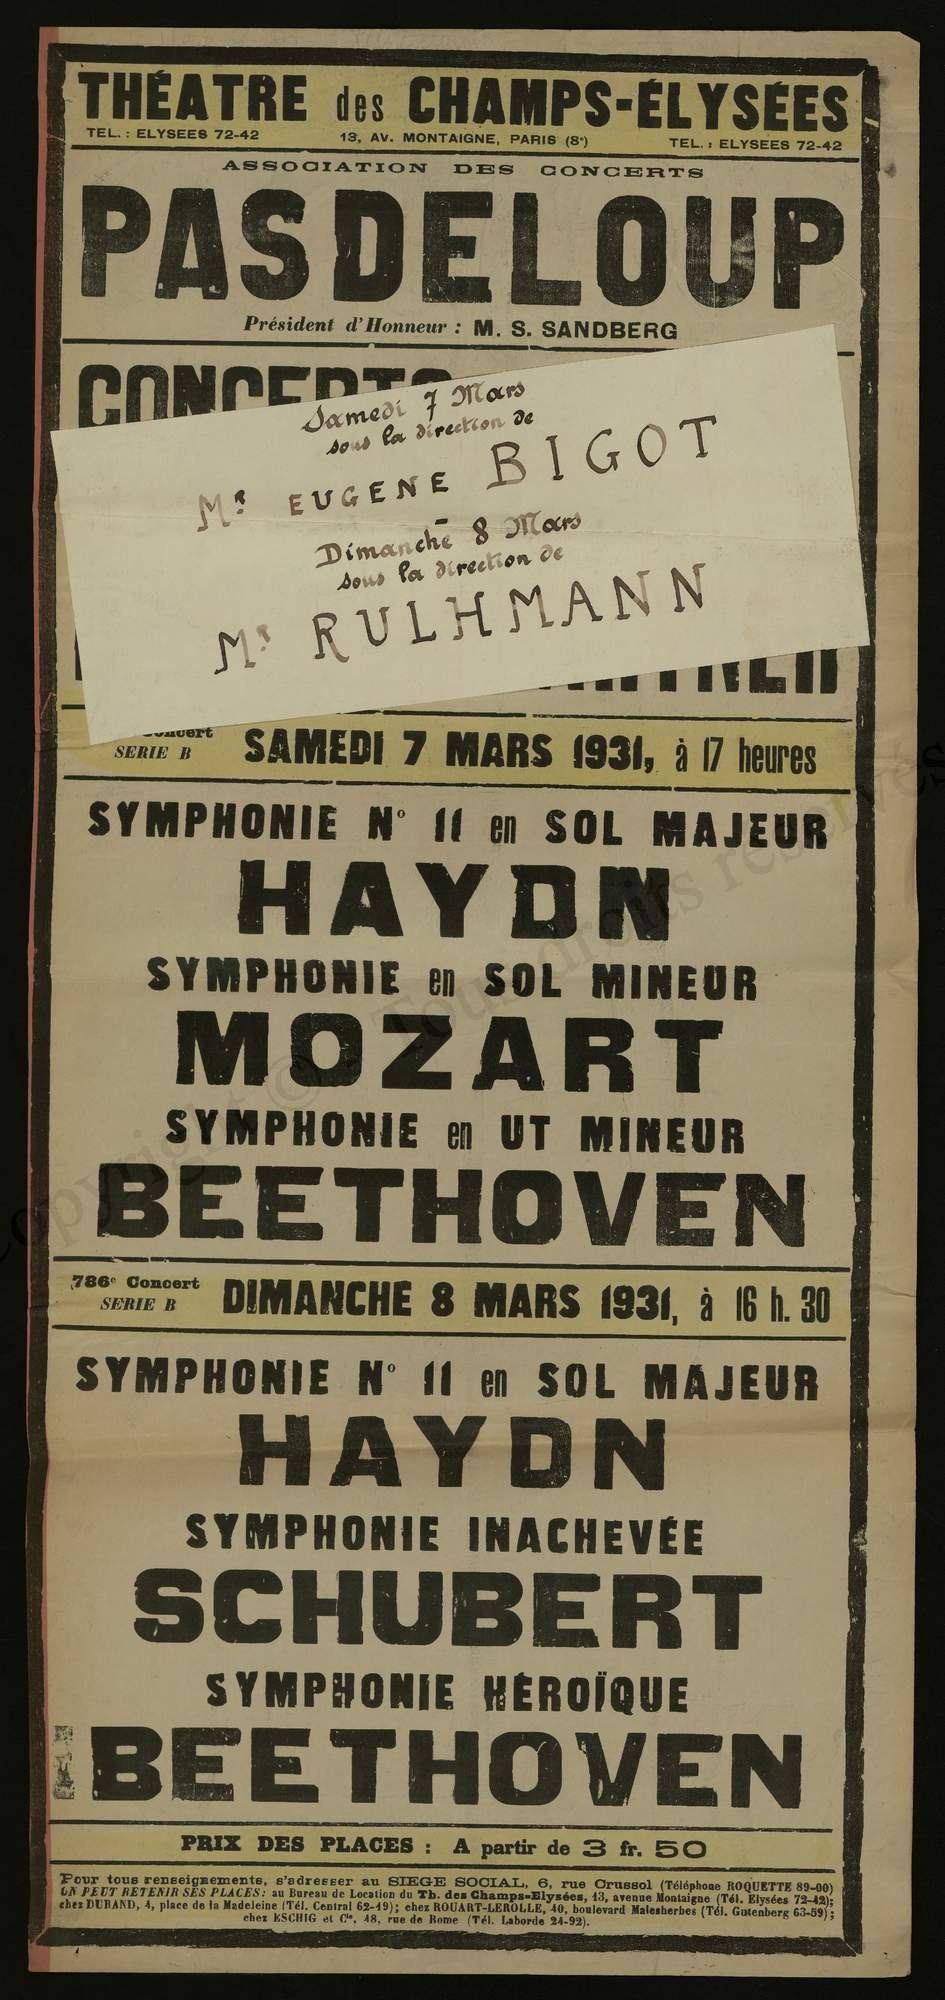 THÉATRE des CHAMPS-ÉLYSÉES
TEL. : ELYSEES 72-42
13, AV. MONTAIGNE, PARIS (8e)
TEL. : ELYSEES 72-42
ASSOCIATION DES CONCERTS
PASDELOUP
Président d'Honneur : M. S. SANDBERG
CONCERTS
Samedi 7 Mars
sous la direction de
Mr EUGENE BIGOT
Dimanche 8 Mars
sous la direction de
Mr RULHMANN
Concert
SERIE B
SAMEDI 7 MARS 1931, à 17 heures
SYMPHONIE No 11 en SOL MAJEUR
HAYDN
SYMPHONIE en SOL MINEUR
MOZART
SYMPHONIE en UT MINEUR
BEETHOVEN
786e Concert
SERIE B
DIMANCHE 8 MARS 1931, à 16 h. 30
SYMPHONIE No 11 en SOL MAJEUR
HAYDN
SYMPHONIE INACHEVÉE
SCHUBERT
SYMPHONIE HÉROÏQUE
BEETHOVEN
PRIX DES PLACES : A partir de 3 fr. 50
Pour tous renseignements, s'adresser au SIEGE SOCIAL, 6, rue Crussol (Téléphone ROQUETTE 89-00)
ON PEUT RETENIR SES PLACES: au Bureau de Location du Th. des Champs-Elysées, 13, avenue Montaigne (Tél. Elysées 72-42);
chez DURAND, 4, place de la Madeleine (Tél. Central 62-19); chez ROUART-LEROLLE, 40, boulevard Malesherbes (Tél. Gutenberg 63-59);
chez ESCHIG et Cie, 48, rue de Rome (Tél. Laborde 24-92).
Copyright © - Tous droits reservés